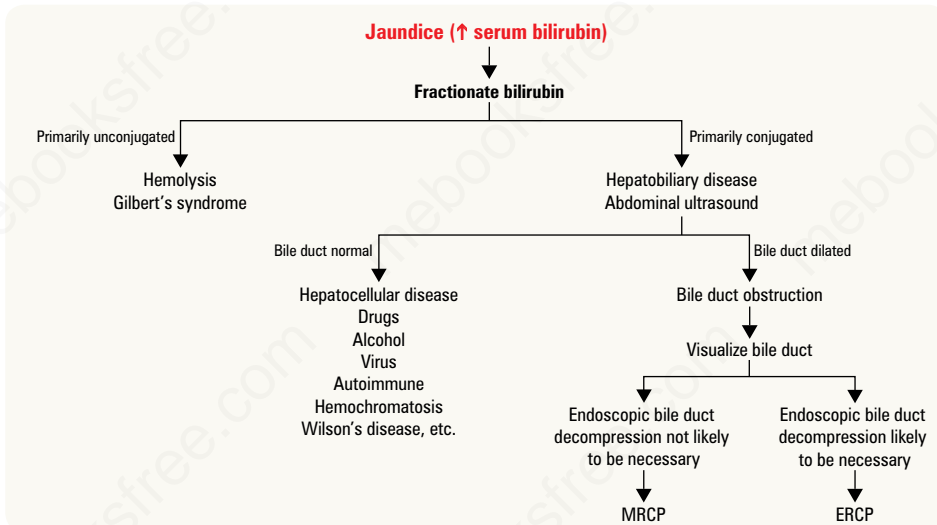 Jaundice (↑ serum bilirubin)
Fractionate bilirubin
Primarily unconjugated
Primarily conjugated
Hemolysis
Gilbert's syndrome
Hepatobiliary disease
Abdominal ultrasound
Bile duct normal
Bile duct dilated
Hepatocellular disease
Drugs
Alcohol
Virus
Autoimmune
Hemochromatosis
Wilson's disease, etc.
Bile duct obstruction
Visualize bile duct
Endoscopic bile duct
decompression not likely
to be necessary
Endoscopic bile duct
decompression likely
to be necessary
MRCP
ERCP